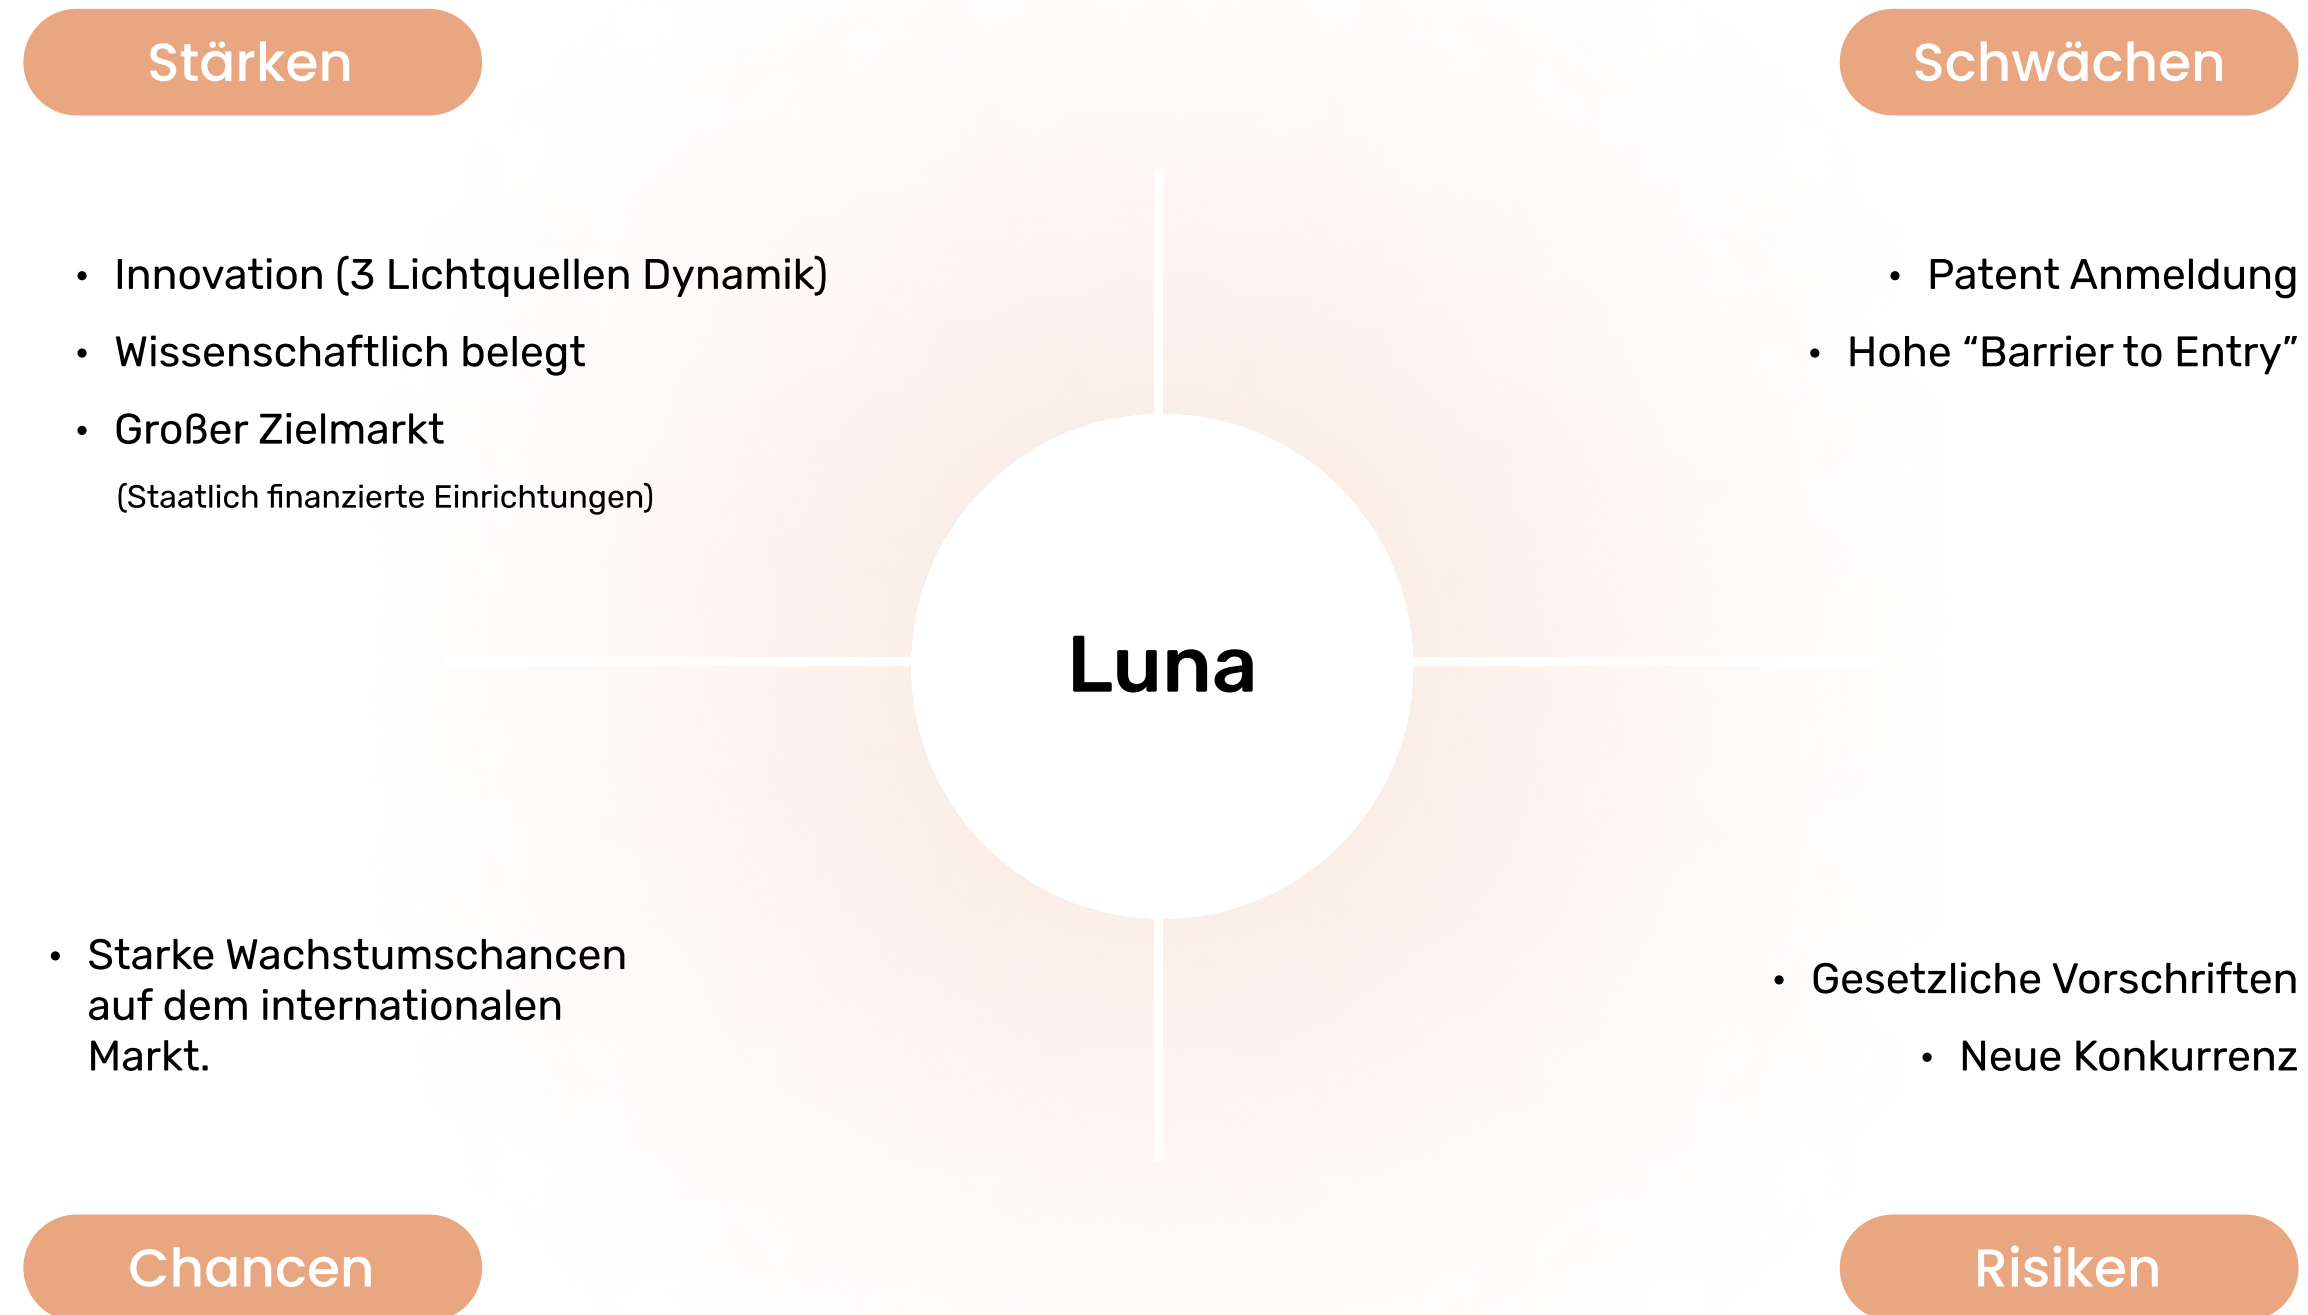 Stärken
• Innovation (3 Lichtquellen Dynamik)
• Wissenschaftlich belegt
• Großer Zielmarkt
(Staatlich finanzierte Einrichtungen)
Schwächen
• Patent Anmeldung
• Hohe “Barrier to Entry”
Luna
• Starke Wachstumschancen
auf dem internationalen
Markt.
Chancen
• Gesetzliche Vorschriften
• Neue Konkurrenz
Risiken